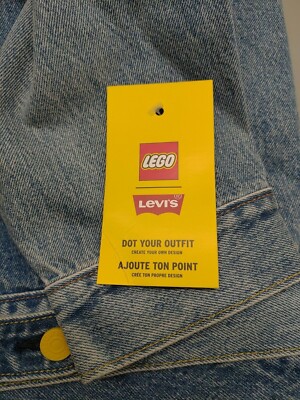 LEGO
Levi's
DOT YOUR OUTFIT
CREATE YOUR OWN DESIGN
AJOUTE TON POINT
CRÉE TON PROPRE DESIGN